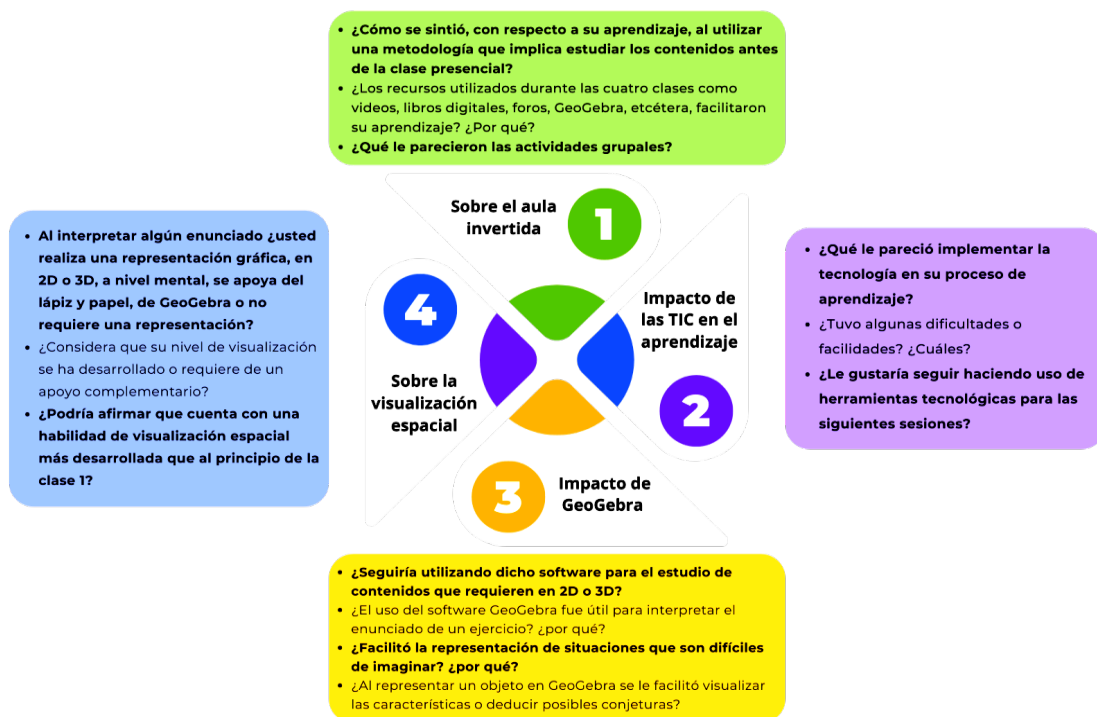 • ¿Cómo se sintió, con respecto a su aprendizaje, al utilizar
una metodología que implica estudiar los contenidos antes
de la clase presencial?
• ¿Los recursos utilizados durante las cuatro clases como
videos, libros digitales, foros, GeoGebra, etcétera, facilitaron
su aprendizaje? ¿Por qué?
• ¿Qué le parecieron las actividades grupales?
Sobre el aula
invertida
1
Impacto de
las TIC en el
aprendizaje
2
• ¿Qué le pareció implementar la
tecnología en su proceso de
aprendizaje?
• ¿Tuvo algunas dificultades o
facilidades? ¿Cuáles?
• ¿Le gustaría seguir haciendo uso de
herramientas tecnológicas para las
siguientes sesiones?
3
Impacto de
GeoGebra
• ¿Seguiría utilizando dicho software para el estudio de
contenidos que requieren en 2D o 3D?
• ¿El uso del software GeoGebra fue útil para interpretar el
enunciado de un ejercicio? ¿por qué?
• ¿Facilitó la representación de situaciones que son difíciles
de imaginar? ¿por qué?
• ¿Al representar un objeto en GeoGebra se le facilitó visualizar
las características o deducir posibles conjeturas?
4
Sobre la
visualización
espacial
• Al interpretar algún enunciado ¿usted
realiza una representación gráfica, en
2D o 3D, a nivel mental, se apoya del
lápiz y papel, de GeoGebra o no
requiere una representación?
• ¿Considera que su nivel de visualización
se ha desarrollado o requiere de un
apoyo complementario?
• ¿Podría afirmar que cuenta con una
habilidad de visualización espacial
más desarrollada que al principio de la
clase 1?